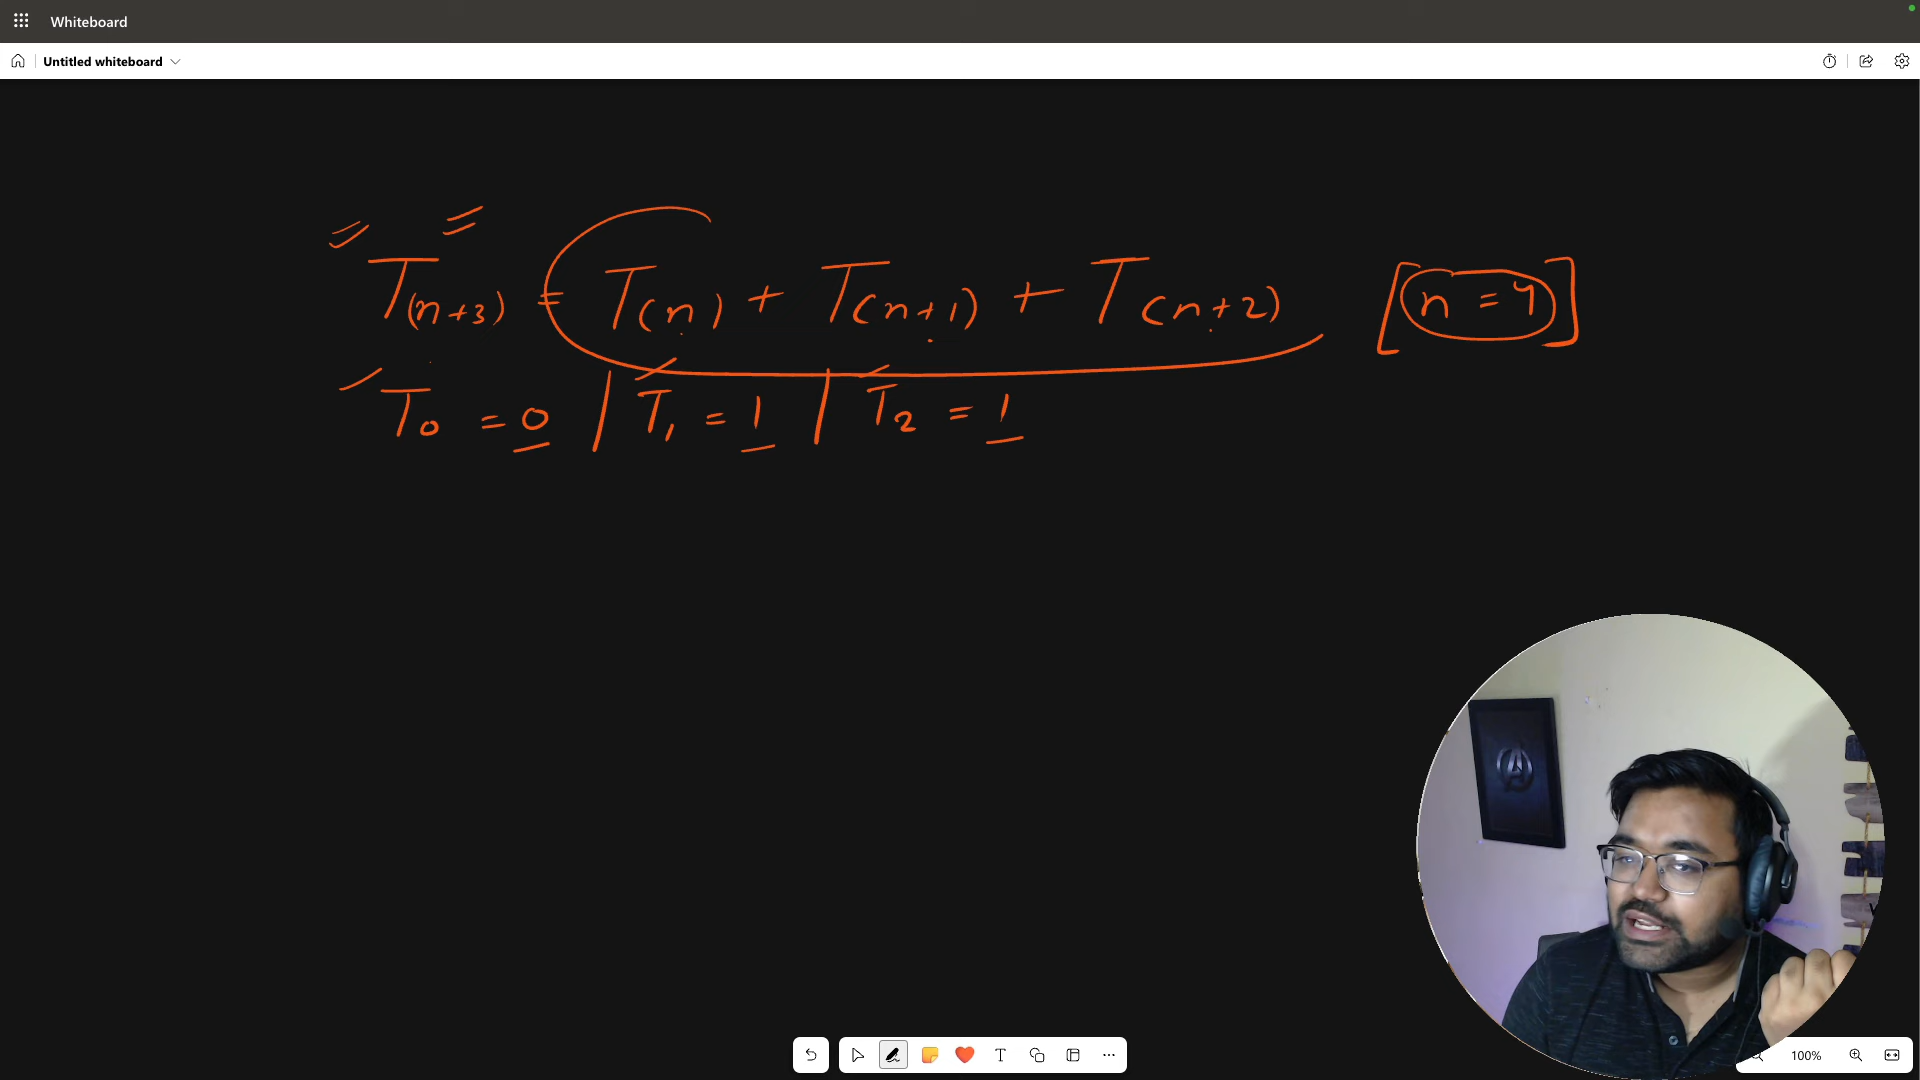 Whiteboard
Untitled whiteboard
T(n+3) = T(n) + T(n+1) + T(n+2) [n = 4]
T0 = 0 | T1 = 1 | T2 = 1
T
100%